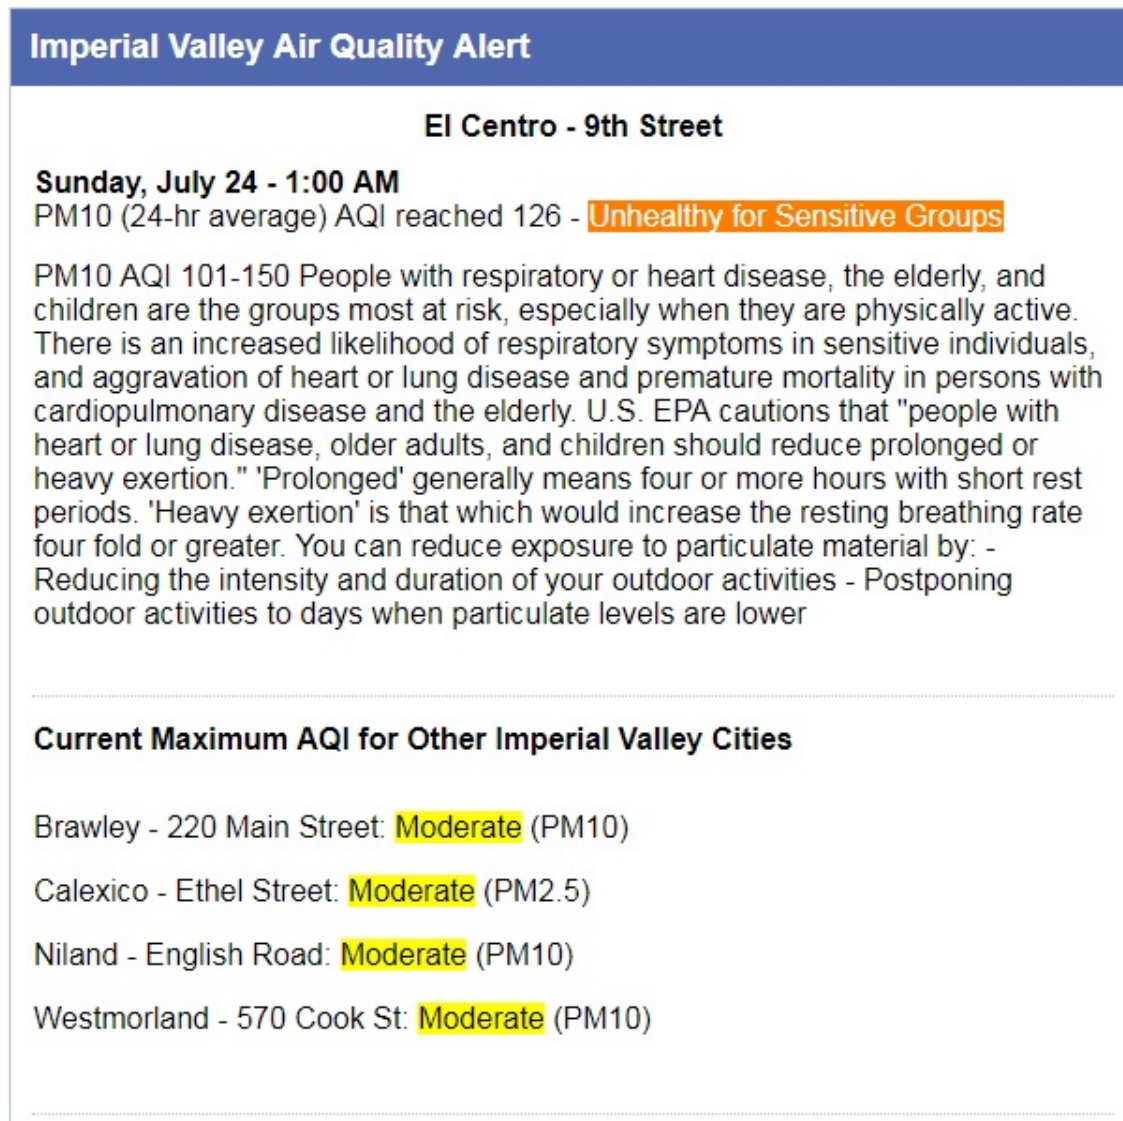 Imperial Valley Air Quality Alert
El Centro - 9th Street
Sunday, July 24 - 1:00 AM
PM10 (24-hr average) AQI reached 126 - Unhealthy for Sensitive Groups
PM10 AQI 101-150 People with respiratory or heart disease, the elderly, and
children are the groups most at risk, especially when they are physically active.
There is an increased likelihood of respiratory symptoms in sensitive individuals,
and aggravation of heart or lung disease and premature mortality in persons with
cardiopulmonary disease and the elderly. U.S. EPA cautions that "people with
heart or lung disease, older adults, and children should reduce prolonged or
heavy exertion." 'Prolonged' generally means four or more hours with short rest
periods. 'Heavy exertion' is that which would increase the resting breathing rate
four fold or greater. You can reduce exposure to particulate material by: -
Reducing the intensity and duration of your outdoor activities - Postponing
outdoor activities to days when particulate levels are lower
Current Maximum AQI for Other Imperial Valley Cities
Brawley - 220 Main Street: Moderate (PM10)
Calexico - Ethel Street: Moderate (PM2.5)
Niland - English Road: Moderate (PM10)
Westmorland - 570 Cook St: Moderate (PM10)